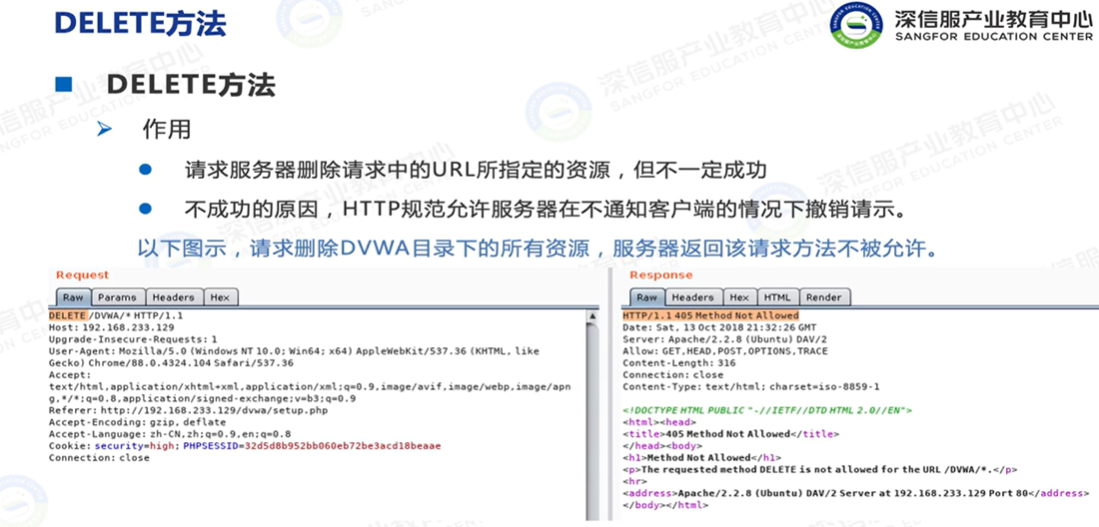 DELETE方法
深信服产业教育中心
SANGFOR EDUCATION CENTER
DELETE方法
作用
请求服务器删除请求中的URL所指定的资源，但不一定成功
不成功的原因，HTTP规范允许服务器在不通知客户端的情况下撤销请示。
以下图示，请求删除DVWA目录下的所有资源，服务器返回该请求方法不被允许。
Request
Raw Params Headers Hex
DELETE /DVWA/* HTTP/1.1
Host: 192.168.233.129
Upgrade-Insecure-Requests: 1
User-Agent: Mozilla/5.0 (Windows NT 10.0; Win64; x64) AppleWebKit/537.36 (KHTML, like
Gecko) Chrome/88.0.4324.104 Safari/537.36
Accept:
text/html,application/xhtml+xml,application/xml;q=0.9,image/avif,image/webp,image/apn
g,*/*;q=0.8,application/signed-exchange;v=b3;q=0.9
Referer: http://192.168.233.129/dvwa/setup.php
Accept-Encoding: gzip, deflate
Accept-Language: zh-CN,zh;q=0.9,en;q=0.8
Cookie: security=high; PHPSESSID=32d5d8b952bb060eb72be3acd18beaae
Connection: close
Response
Raw Headers Hex HTML Render
HTTP/1.1 405 Method Not Allowed
Date: Sat, 13 Oct 2018 21:32:26 GMT
Server: Apache/2.2.8 (Ubuntu) DAV/2
Allow: GET,HEAD,POST,OPTIONS,TRACE
Content-Length: 316
Connection: close
Content-Type: text/html; charset=iso-8859-1
<!DOCTYPE HTML PUBLIC "-//IETF//DTD HTML 2.0//EN">
<html><head>
<title>405 Method Not Allowed</title>
</head><body>
<h1>Method Not Allowed</h1>
<p>The requested method DELETE is not allowed for the URL /DVWA/*.</p>
<hr>
<address>Apache/2.2.8 (Ubuntu) DAV/2 Server at 192.168.233.129 Port 80</address>
</body></html>